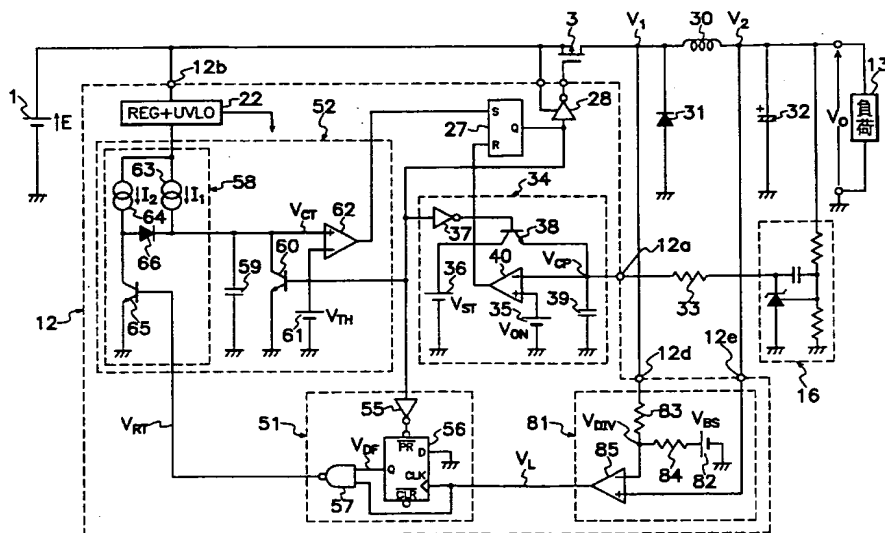 3
V1
30
V2
12b
1
↑E
REG+UVLO
22
52
S
27
Q
R
28
31
+
32
VO
13
負荷
63
58
↓I2
↓I1
64
66
VCT
62
34
37
38
60
59
40
VCP
12a
36
VST
35
39
33
12
65
61
VTH
VON
12d
12e
16
VRT
51
55
56
PR
D
VDF
Q
CLK
57
CLR
VL
81
83
VDIV
VBS
85
84
82